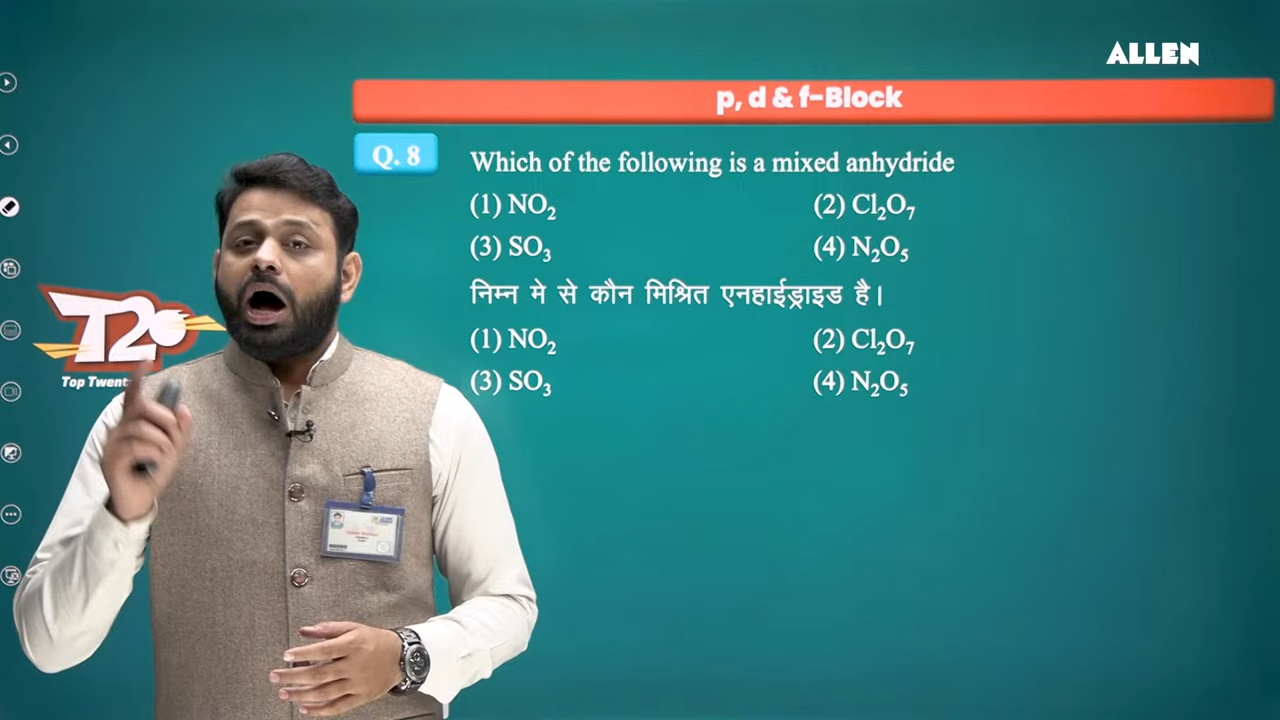 ALLEN
p, d & f-Block
Q. 8
Which of the following is a mixed anhydride
(1) NO₂ (2) Cl₂O₇
(3) SO₃ (4) N₂O₅
निम्न मे से कौन मिश्रित एनहाईड्राइड है।
(1) NO₂ (2) Cl₂O₇
(3) SO₃ (4) N₂O₅
T20
Top